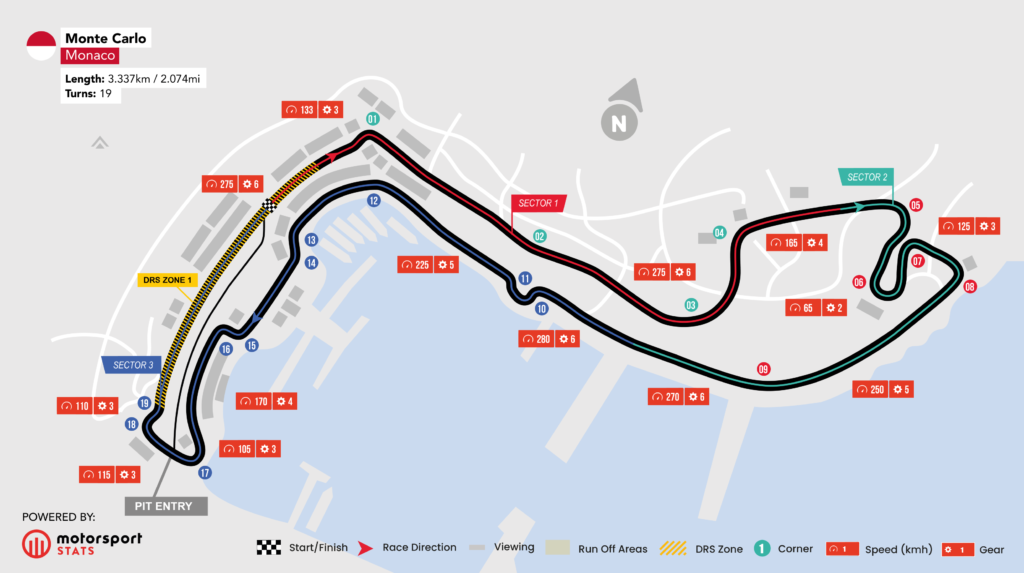 Monte Carlo
Monaco
Length: 3.337km / 2.074mi
Turns: 19
N
133 3
01
275 6
SECTOR 1
SECTOR 2
05
12
02
04
125 3
13
165 4
14
225 5
275 6
07
DRS ZONE 1
11
06
08
10
03
65 2
16
15
280 6
SECTOR 3
09
19
110 3
170 4
270 6
250 5
18
105 3
115 3
17
PIT ENTRY
POWERED BY:
motorsport
STATS
Start/Finish
Race Direction
Viewing
Run Off Areas
DRS Zone
1 Corner
1 Speed (kmh)
1 Gear